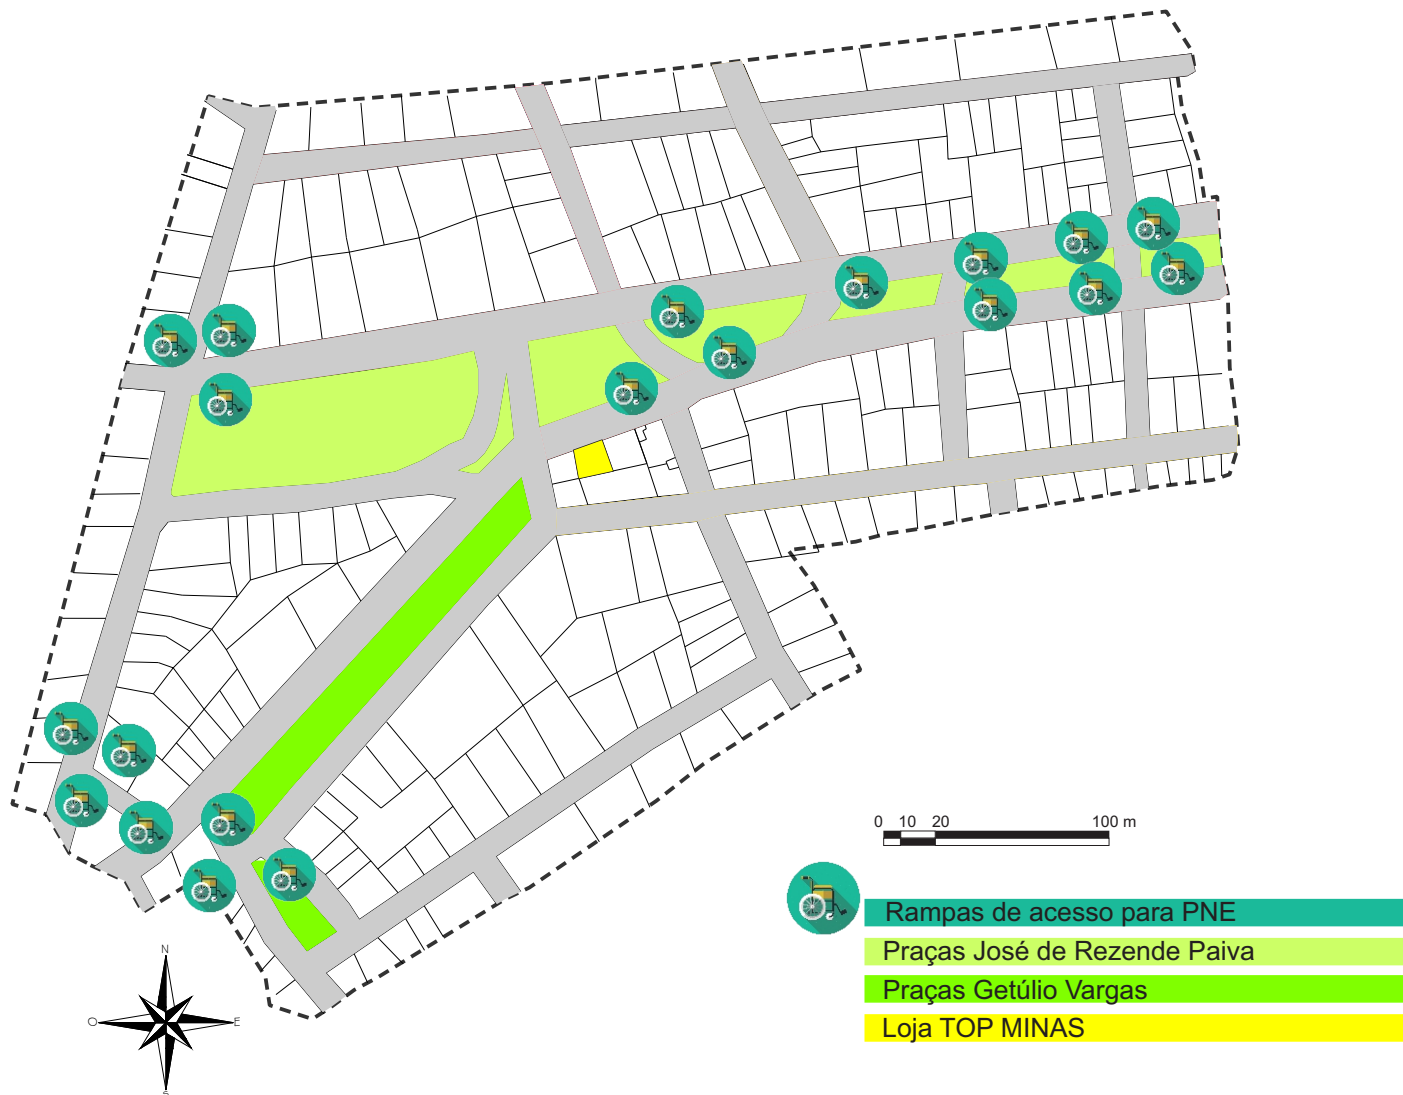 0 10 20 100 m
Rampas de acesso para PNE
Praças José de Rezende Paiva
Praças Getúlio Vargas
Loja TOP MINAS
N
O E
S